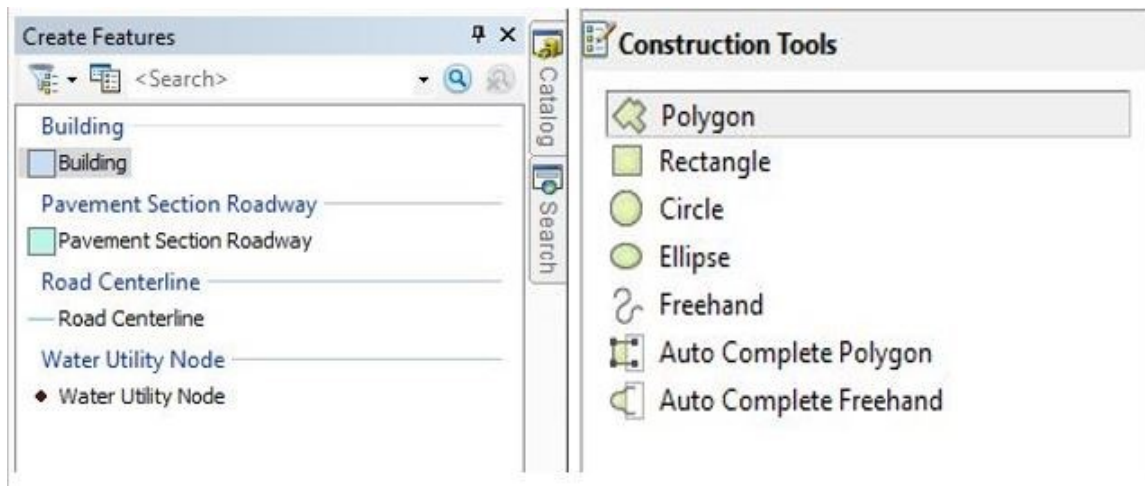 Create Features
<Search>
Building
Building
Pavement Section Roadway
Pavement Section Roadway
Road Centerline
Road Centerline
Water Utility Node
Water Utility Node
Catalog
Search
Construction Tools
Polygon
Rectangle
Circle
Ellipse
Freehand
Auto Complete Polygon
Auto Complete Freehand